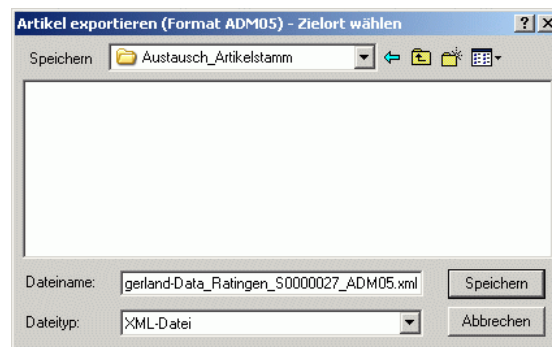 Artikel exportieren (Format ADM05) - Zielort wählen
Speichern
Austausch_Artikelstamm
Dateiname:
gerland-Data_Ratingen_S0000027_ADM05.xml
Speichern
Dateityp:
XML-Datei
Abbrechen